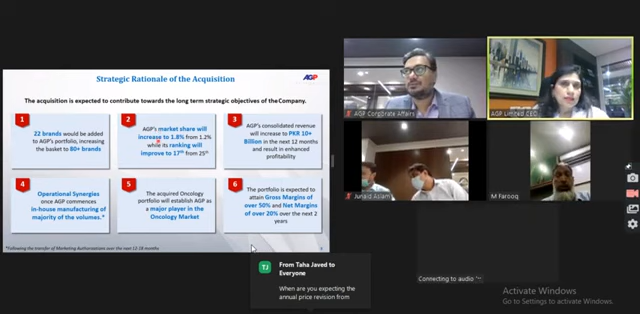 Strategic Rationale of the Acquisition
AGP
The acquisition is expected to contribute towards the long term strategic objectives of the Company.
1
22 brands would be added
to AGP's portfolio, increasing
the basket to 80+ brands
2
AGP's market share will
increase to 1.8% from 1.2%
while its ranking will
improve to 17th from 25th
3
AGP's consolidated revenue
will increase to PKR 10+
Billion in the next 12 months
and result in enhanced
profitability
4
Operational Synergies
once AGP commences
in-house manufacturing of
majority of the volumes.*
5
The acquired Oncology
portfolio will establish AGP as
a major player in the
Oncology Market
6
The portfolio is expected to
attain Gross Margins of
over 50% and Net Margins
of over 20% over the next 2
years
*Following the transfer of Marketing Authorizations over the next 12-18 months
AGP Corporate Affairs
AGP Limited CEO
Junaid Aslam
M Farooq
Connecting to audio
TJ
From Taha Javed to
Everyone
When are you expecting the
annual price revision from
Activate Windows
Go to Settings to activate Windows.